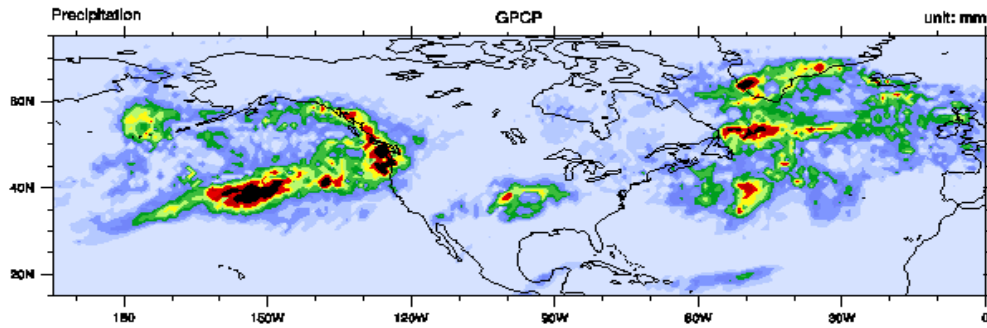 Precipitation GPCP unit: mm
60N
40N
20N
180 150W 120W 90W 60W 30W 0